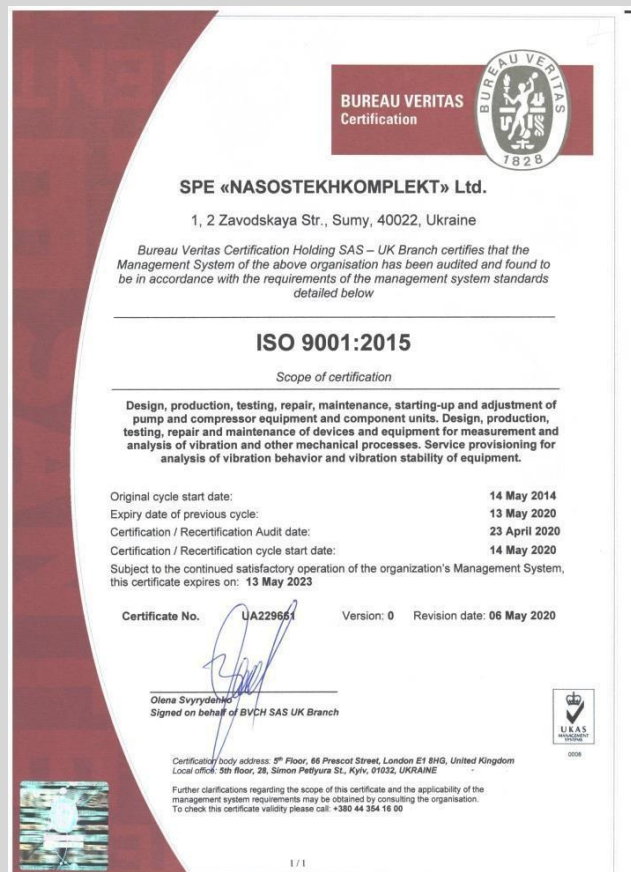 BUREAU VERITAS
Certification
BUREAU VERITAS
1828
SPE «NASOSTEKHKOMPLEKT» Ltd.
1, 2 Zavodskaya Str., Sumy, 40022, Ukraine
Bureau Veritas Certification Holding SAS – UK Branch certifies that the
Management System of the above organisation has been audited and found to
be in accordance with the requirements of the management system standards
detailed below
ISO 9001:2015
Scope of certification
Design, production, testing, repair, maintenance, starting-up and adjustment of
pump and compressor equipment and component units. Design, production,
testing, repair and maintenance of devices and equipment for measurement and
analysis of vibration and other mechanical processes. Service provisioning for
analysis of vibration behavior and vibration stability of equipment.
Original cycle start date: 14 May 2014
Expiry date of previous cycle: 13 May 2020
Certification / Recertification Audit date: 23 April 2020
Certification / Recertification cycle start date: 14 May 2020
Subject to the continued satisfactory operation of the organization's Management System,
this certificate expires on: 13 May 2023
Certificate No. UA229661 Version: 0 Revision date: 06 May 2020
Olena Svyrydenko
Signed on behalf of BVCH SAS UK Branch
UKAS
MANAGEMENT
SYSTEMS
0008
Certification body address: 5th Floor, 66 Prescot Street, London E1 8HG, United Kingdom
Local office: 5th floor, 28, Simon Petlyura St., Kyiv, 01032, UKRAINE
Further clarifications regarding the scope of this certificate and the applicability of the
management system requirements may be obtained by consulting the organisation.
To check this certificate validity please call: +380 44 354 16 00
1 / 1